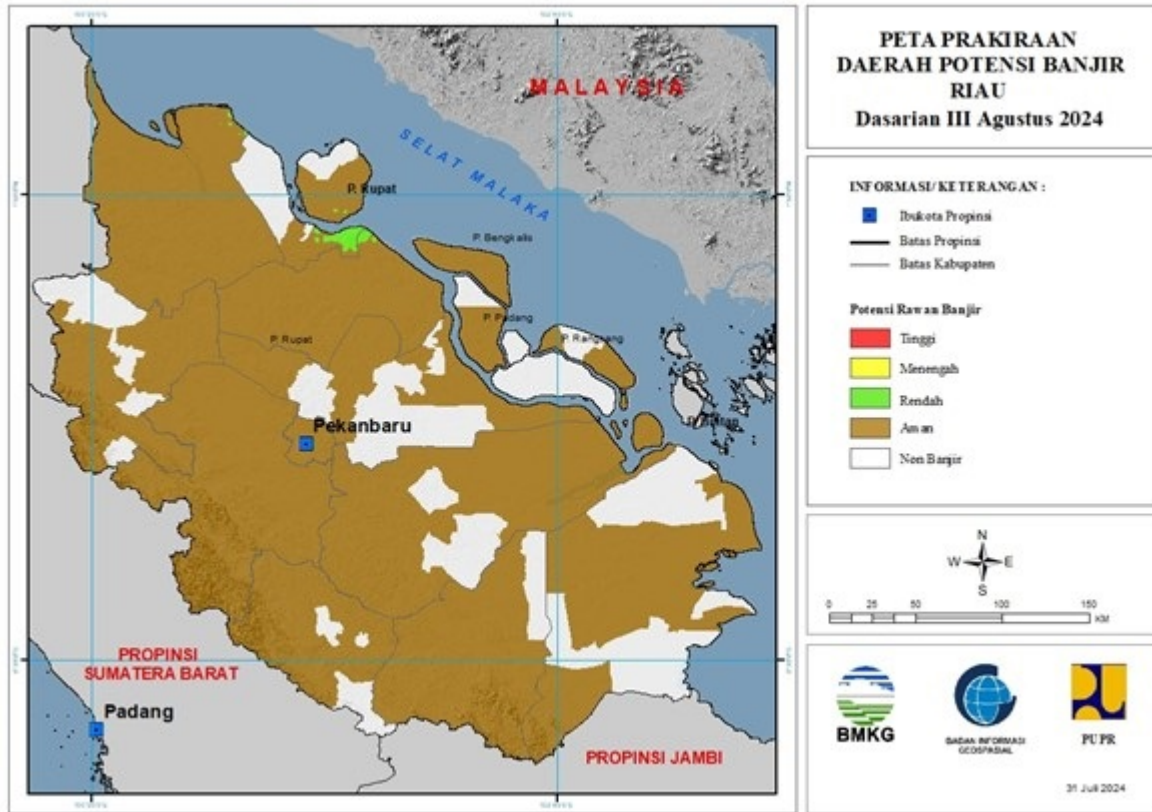 PETA PRAKIRAAN
DAERAH POTENSI BANJIR
RIAU
Dasarian III Agustus 2024
MALAYSIA
SELAT MALAKA
P. Rupat
P. Bengkalis
P. Padang
P. Rangsang
P. Rupat
Pekanbaru
PROPINSI
SUMATERA BARAT
Padang
PROPINSI JAMBI
INFORMASI/ KETERANGAN :
Ibukota Propinsi
Batas Propinsi
Batas Kabupaten
Potensi Rawan Banjir
Tinggi
Menengah
Rendah
Aman
Non Banjir
N
W E
S
0 25 50 100 150
KM
BMKG
BADAN INFORMASI
GEOSPASIAL
PUPR
31 Juli 2024